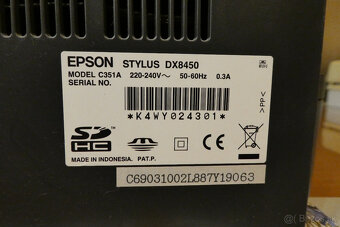 EPSON STYLUS DX8450
MODEL C351A 220-240V～ 50-60Hz 0.3A
SERIAL NO.
*K4WY024301*
SD
HC
CE
MADE IN INDONESIA. PAT.P.
>PP<
C69031002L887Y19063